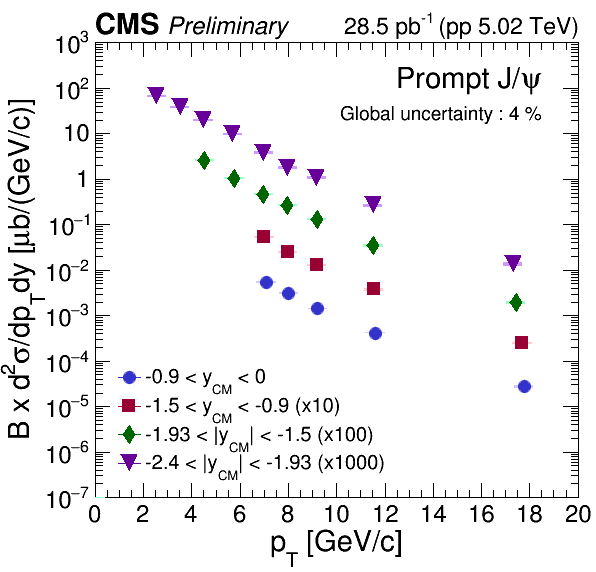 CMS Preliminary 28.5 pb⁻¹ (pp 5.02 TeV)
Prompt J/ψ
Global uncertainty : 4 %
B x d²σ/dp_Tdy [μb/(GeV/c)]
10³
10²
10
1
10⁻¹
10⁻²
10⁻³
10⁻⁴
10⁻⁵
10⁻⁶
10⁻⁷
-0.9 < y_CM < 0
-1.5 < y_CM < -0.9 (x10)
-1.93 < |y_CM| < -1.5 (x100)
-2.4 < |y_CM| < -1.93 (x1000)
0 2 4 6 8 10 12 14 16 18 20
p_T [GeV/c]